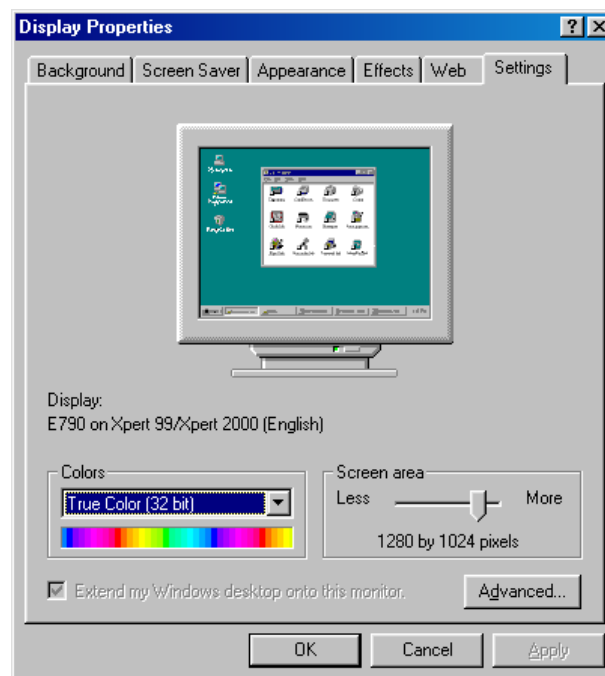 Display Properties
Background Screen Saver Appearance Effects Web Settings
Display:
E790 on Xpert 99/Xpert 2000 (English)
Colors
True Color (32 bit)
Screen area
Less More
1280 by 1024 pixels
Extend my Windows desktop onto this monitor.
Advanced...
OK Cancel Apply